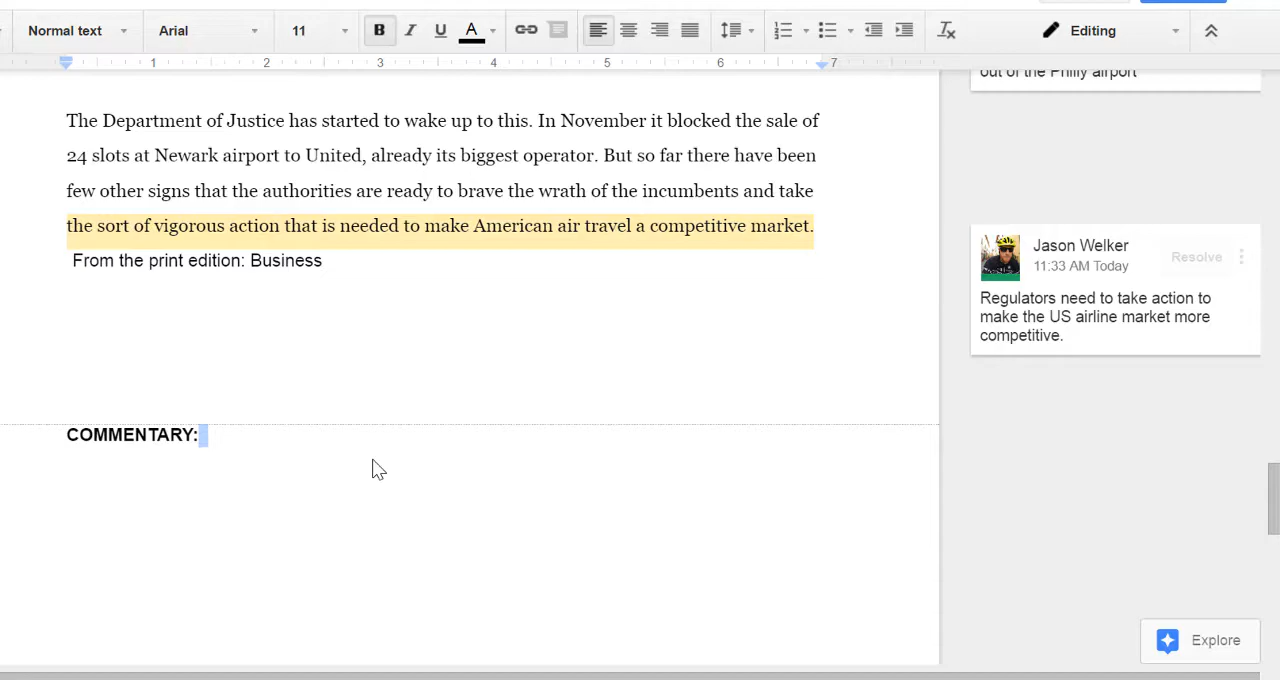 Normal text Arial 11 B I U A Editing
1 2 3 4 5 6 7
out of the Philly airport
The Department of Justice has started to wake up to this. In November it blocked the sale of
24 slots at Newark airport to United, already its biggest operator. But so far there have been
few other signs that the authorities are ready to brave the wrath of the incumbents and take
the sort of vigorous action that is needed to make American air travel a competitive market.
From the print edition: Business
Jason Welker
11:33 AM Today
Resolve
Regulators need to take action to
make the US airline market more
competitive.
COMMENTARY:
Explore